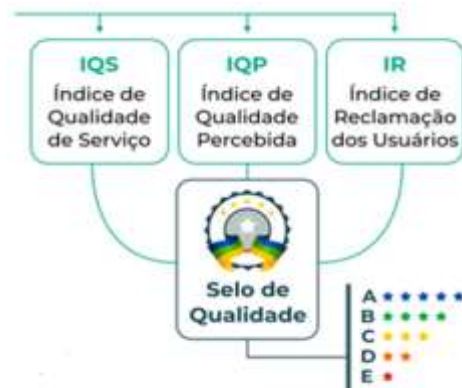 IQS
Índice de
Qualidade
de Serviço
IQP
Índice de
Qualidade
Percebida
IR
Índice de
Reclamação
dos Usuários
Selo de
Qualidade
A
B
C
D
E